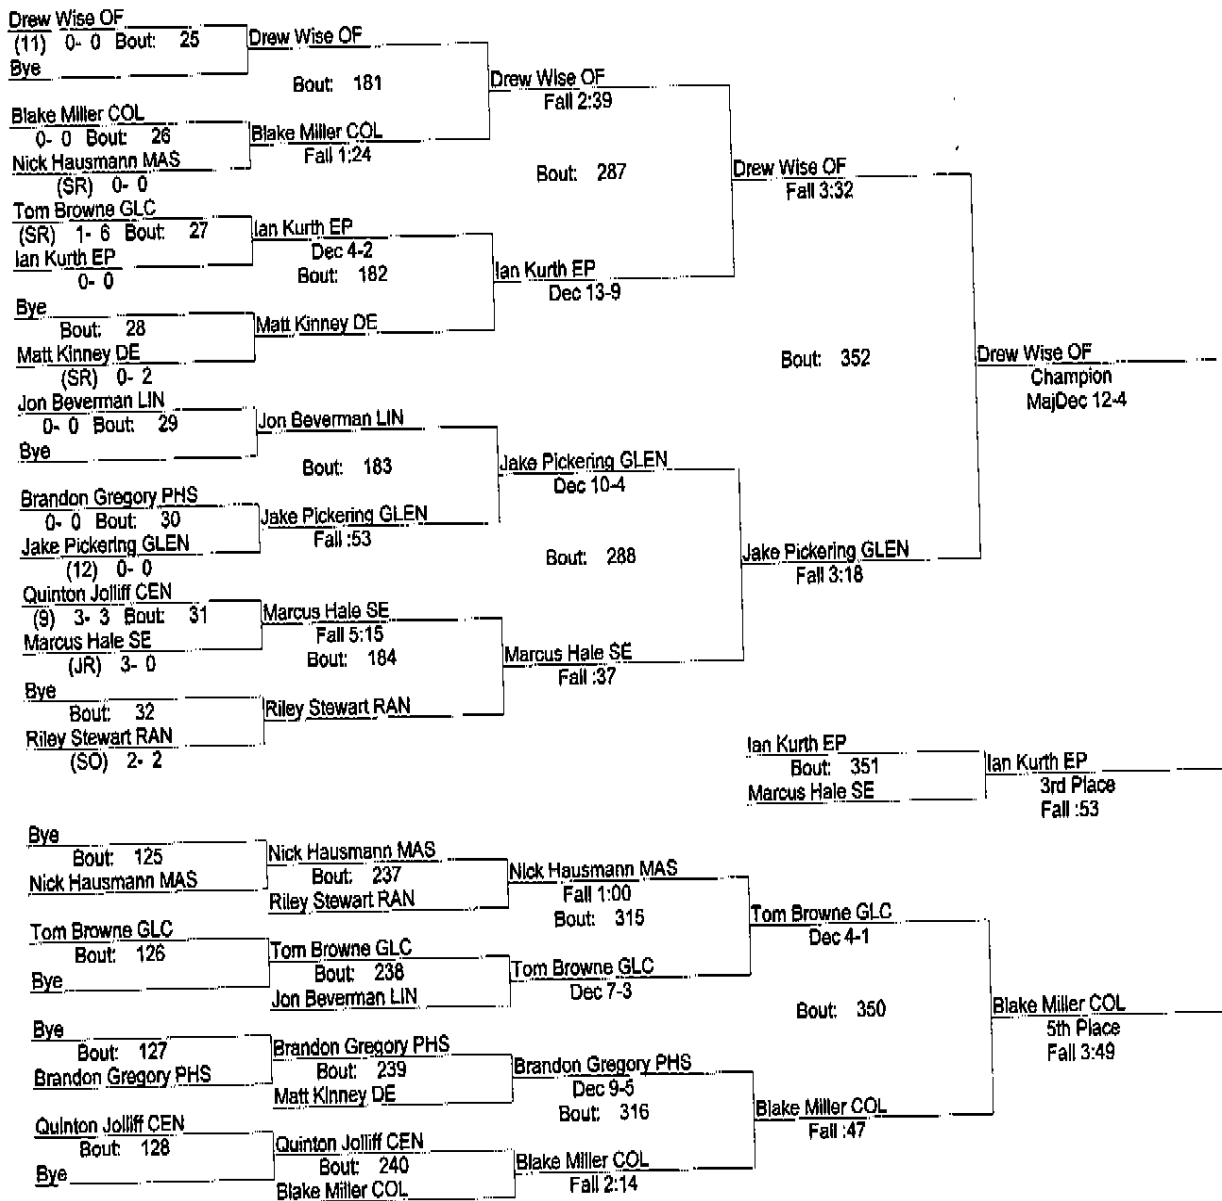 Drew Wise OF
(11) 0- 0 Bout: 25
Bye
Drew Wise OF
Bout: 181
Blake Miller COL
0- 0 Bout: 26
Nick Hausmann MAS
(SR) 0- 0
Blake Miller COL
Fall 1:24
Drew Wise OF
Fall 2:39
Bout: 287
Tom Browne GLC
(SR) 1- 6 Bout: 27
Ian Kurth EP
0- 0
Ian Kurth EP
Dec 4-2
Bout: 182
Bye
Bout: 28
Matt Kinney DE
(SR) 0- 2
Matt Kinney DE
Ian Kurth EP
Dec 13-9
Drew Wise OF
Fall 3:32
Bout: 352
Drew Wise OF
Champion
MajDec 12-4
Jon Beverman LIN
0- 0 Bout: 29
Bye
Jon Beverman LIN
Bout: 183
Brandon Gregory PHS
0- 0 Bout: 30
Jake Pickering GLEN
(12) 0- 0
Jake Pickering GLEN
Fall :53
Jake Pickering GLEN
Dec 10-4
Bout: 288
Quinton Jolliff CEN
(9) 3- 3 Bout: 31
Marcus Hale SE
(JR) 3- 0
Marcus Hale SE
Fall 5:15
Bout: 184
Bye
Bout: 32
Riley Stewart RAN
(SO) 2- 2
Riley Stewart RAN
Marcus Hale SE
Fall :37
Jake Pickering GLEN
Fall 3:18
Ian Kurth EP
Bout: 351
Marcus Hale SE
Ian Kurth EP
3rd Place
Fall :53
Bye
Bout: 125
Nick Hausmann MAS
Nick Hausmann MAS
Bout: 237
Riley Stewart RAN
Nick Hausmann MAS
Fall 1:00
Bout: 315
Tom Browne GLC
Bout: 126
Bye
Tom Browne GLC
Bout: 238
Jon Beverman LIN
Tom Browne GLC
Dec 7-3
Tom Browne GLC
Dec 4-1
Bout: 350
Blake Miller COL
5th Place
Fall 3:49
Bye
Bout: 127
Brandon Gregory PHS
Brandon Gregory PHS
Bout: 239
Matt Kinney DE
Brandon Gregory PHS
Dec 9-5
Bout: 316
Quinton Jolliff CEN
Bout: 128
Bye
Quinton Jolliff CEN
Bout: 240
Blake Miller COL
Blake Miller COL
Fall 2:14
Blake Miller COL
Fall :47